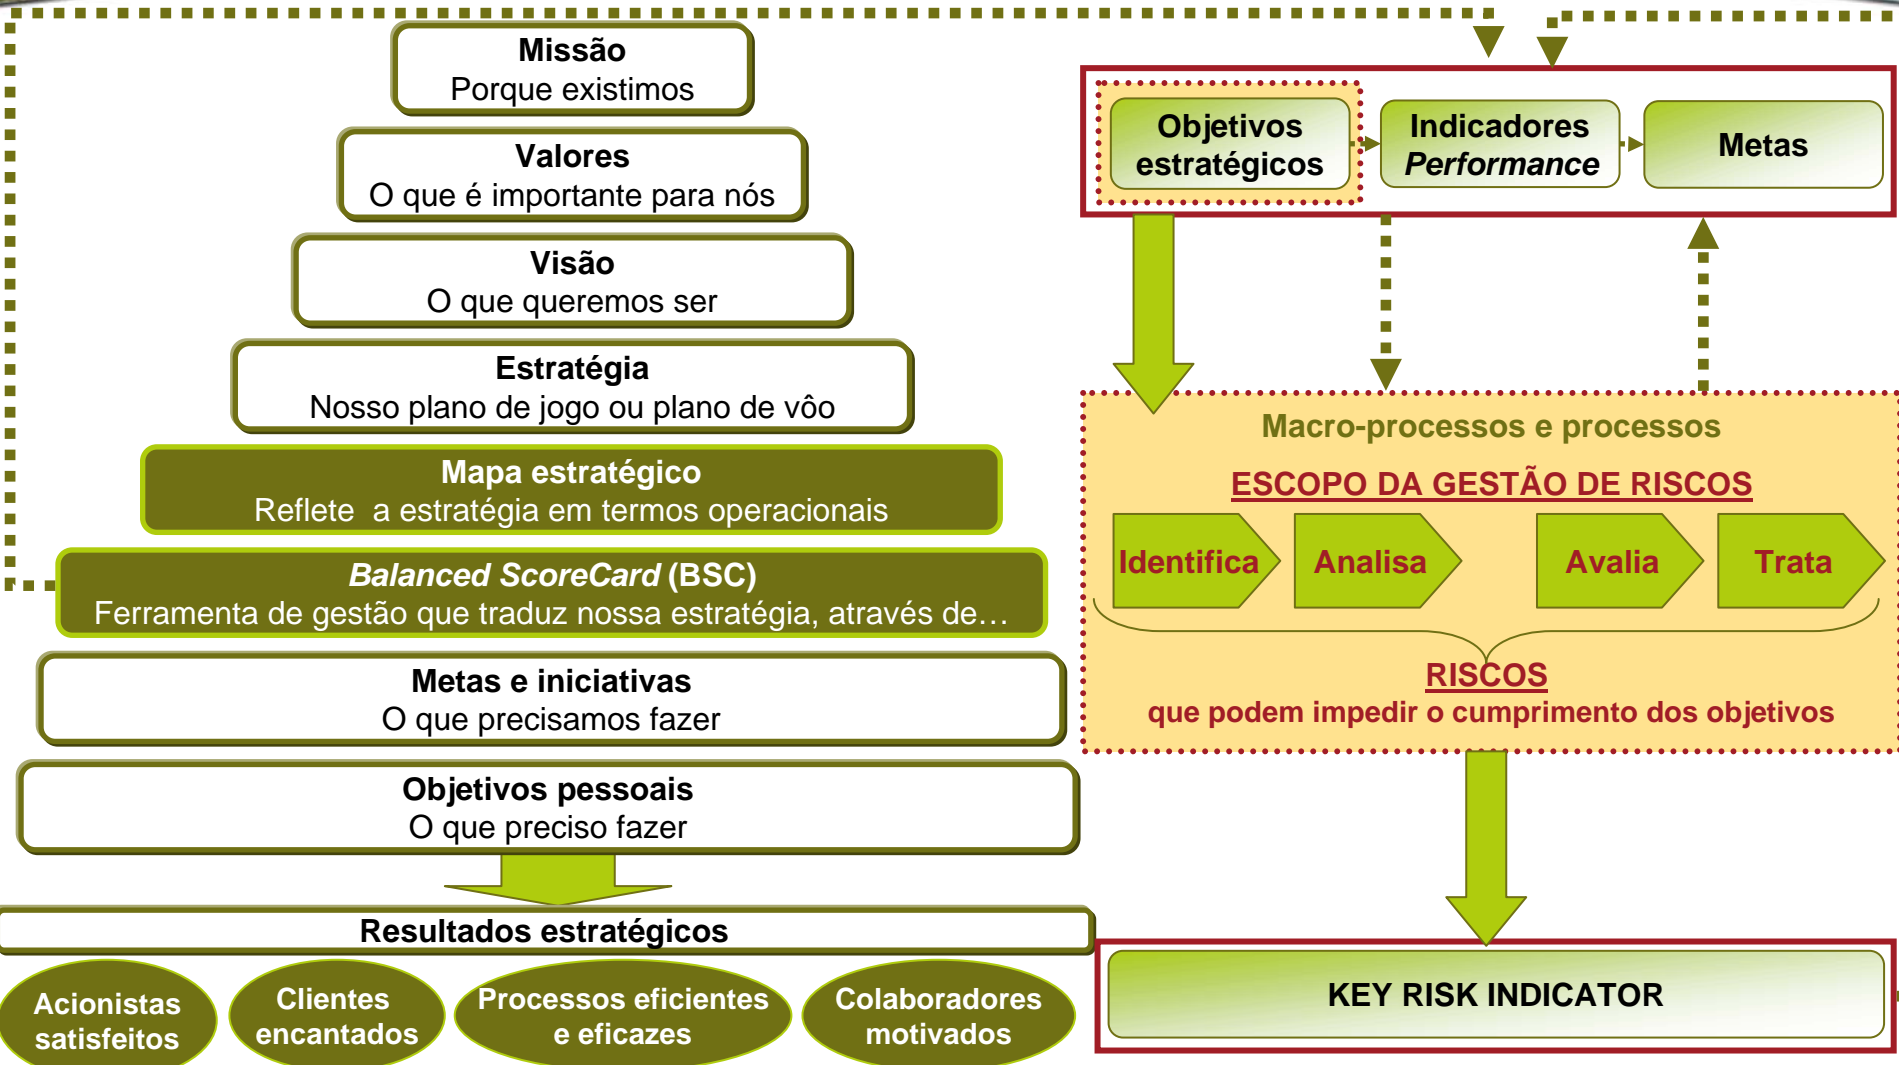 Missão
Porque existimos
Valores
O que é importante para nós
Visão
O que queremos ser
Estratégia
Nosso plano de jogo ou plano de vôo
Mapa estratégico
Reflete a estratégia em termos operacionais
Balanced ScoreCard (BSC)
Ferramenta de gestão que traduz nossa estratégia, através de…
Metas e iniciativas
O que precisamos fazer
Objetivos pessoais
O que preciso fazer
Resultados estratégicos
Acionistas
satisfeitos
Clientes
encantados
Processos eficientes
e eficazes
Colaboradores
motivados
Objetivos
estratégicos
Indicadores
Performance
Metas
Macro-processos e processos
ESCOPO DA GESTÃO DE RISCOS
Identifica
Analisa
Avalia
Trata
RISCOS
que podem impedir o cumprimento dos objetivos
KEY RISK INDICATOR